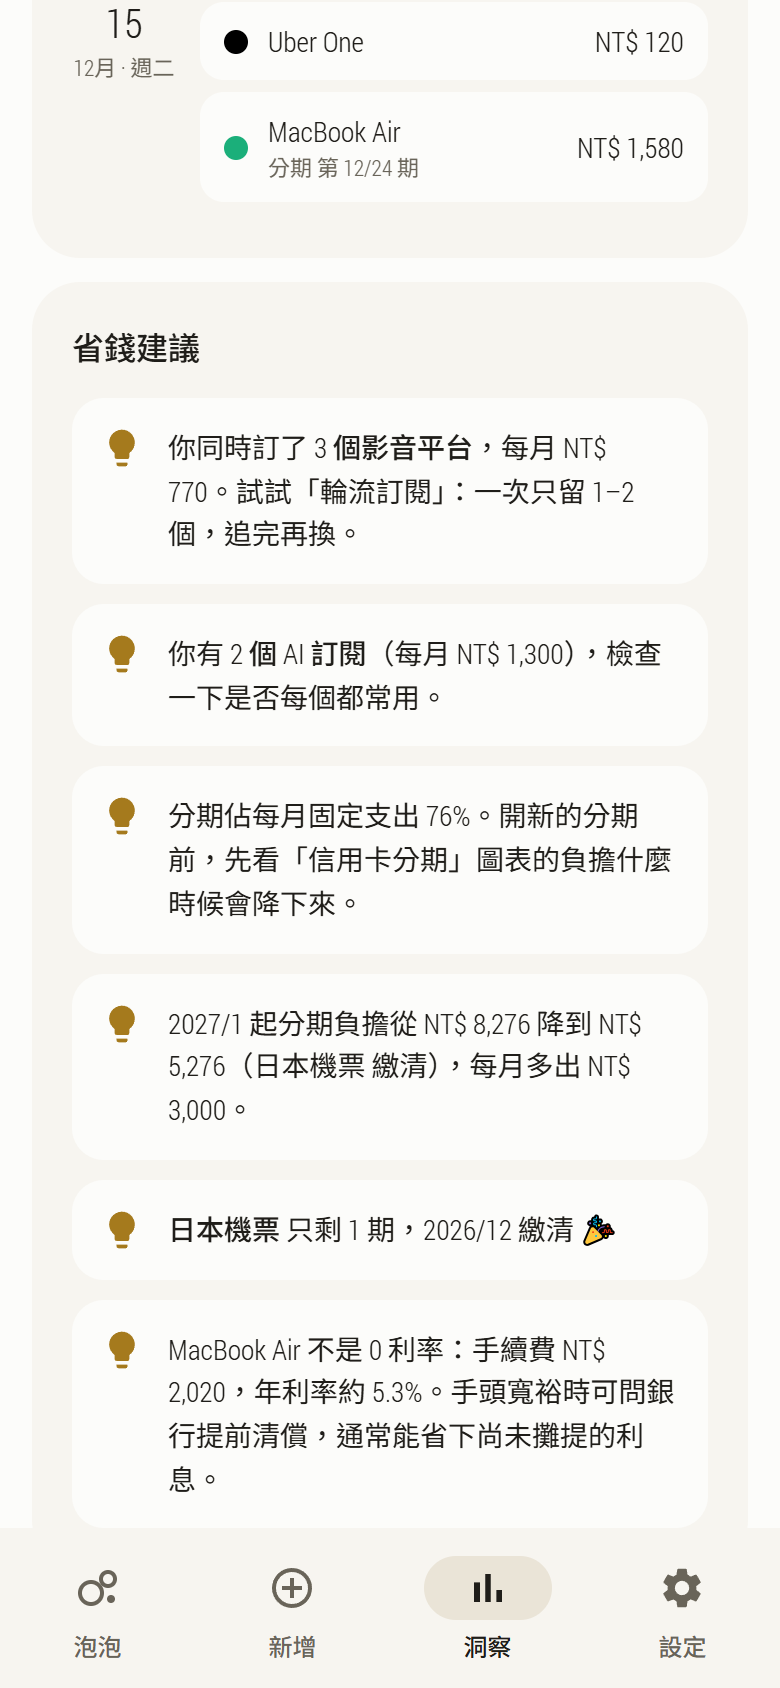 15
12月 · 週二
Uber One
NT$ 120
MacBook Air
分期 第 12/24 期
NT$ 1,580
省錢建議
你同時訂了 3 個影音平台，每月 NT$
770。試試「輪流訂閱」：一次只留 1–2
個，追完再換。
你有 2 個 AI 訂閱（每月 NT$ 1,300），檢查
一下是否每個都常用。
分期佔每月固定支出 76%。開新的分期
前，先看「信用卡分期」圖表的負擔什麼
時候會降下來。
2027/1 起分期負擔從 NT$ 8,276 降到 NT$
5,276（日本機票 繳清），每月多出 NT$
3,000。
日本機票 只剩 1 期，2026/12 繳清 🎉
MacBook Air 不是 0 利率：手續費 NT$
2,020，年利率約 5.3%。手頭寬裕時可問銀
行提前清償，通常能省下尚未攤提的利
息。
泡泡
新增
洞察
設定